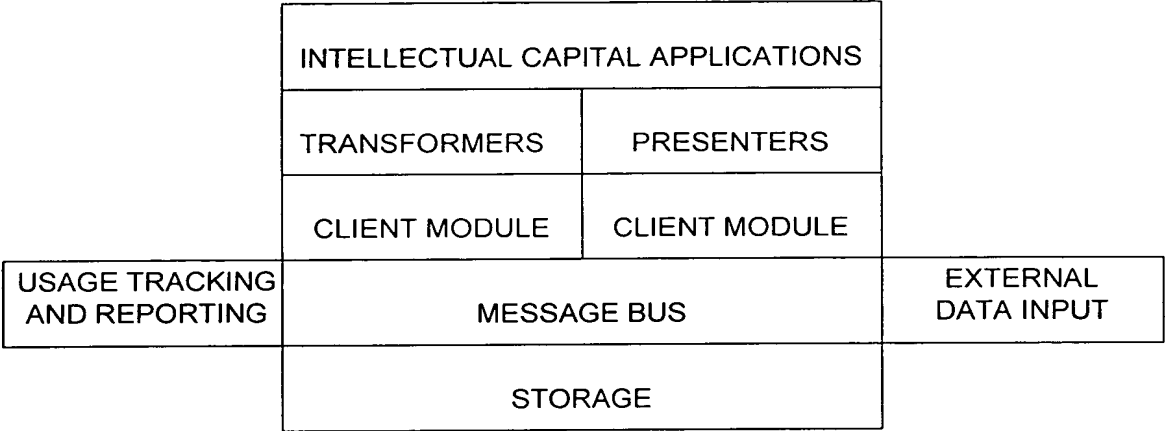 INTELLECTUAL CAPITAL APPLICATIONS
TRANSFORMERS
PRESENTERS
CLIENT MODULE
CLIENT MODULE
USAGE TRACKING
AND REPORTING
MESSAGE BUS
EXTERNAL
DATA INPUT
STORAGE